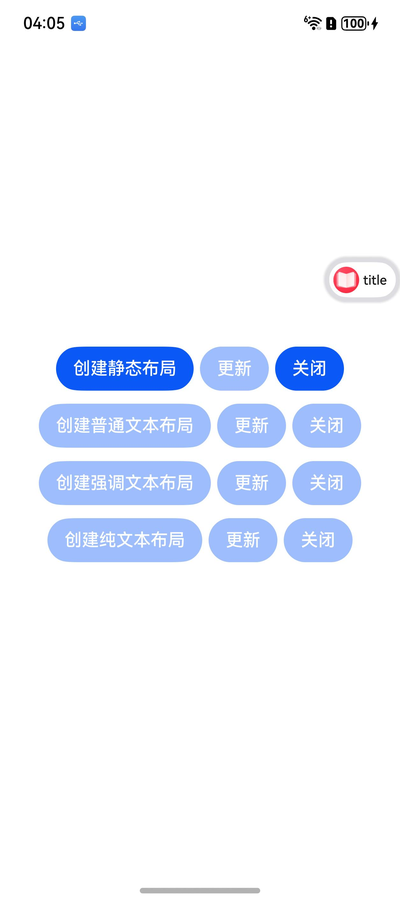 04:05 6 100
title
创建静态布局 更新 关闭
创建普通文本布局 更新 关闭
创建强调文本布局 更新 关闭
创建纯文本布局 更新 关闭